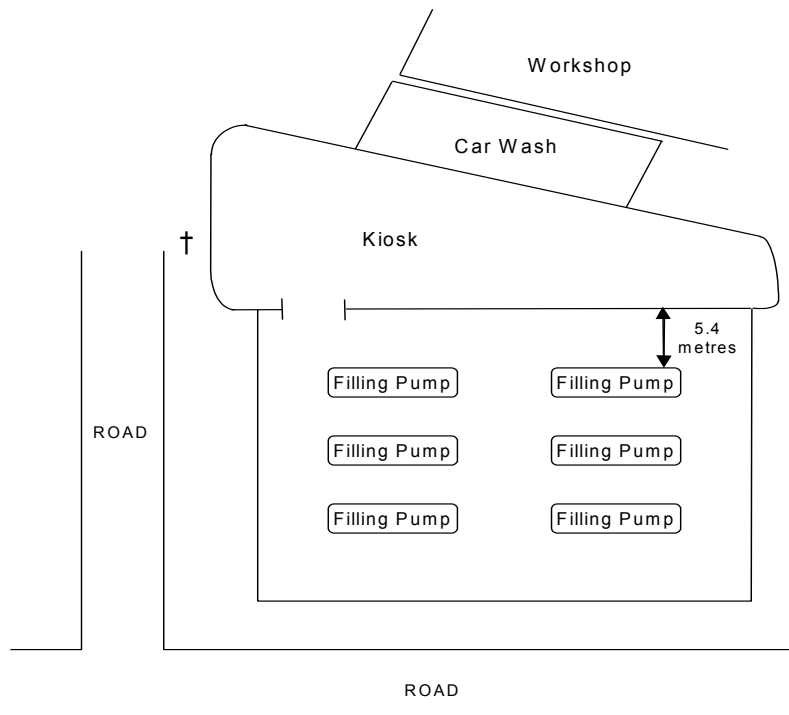 Workshop
Car Wash
Kiosk
†
5.4
metres
Filling Pump
Filling Pump
ROAD
Filling Pump
Filling Pump
Filling Pump
Filling Pump
ROAD